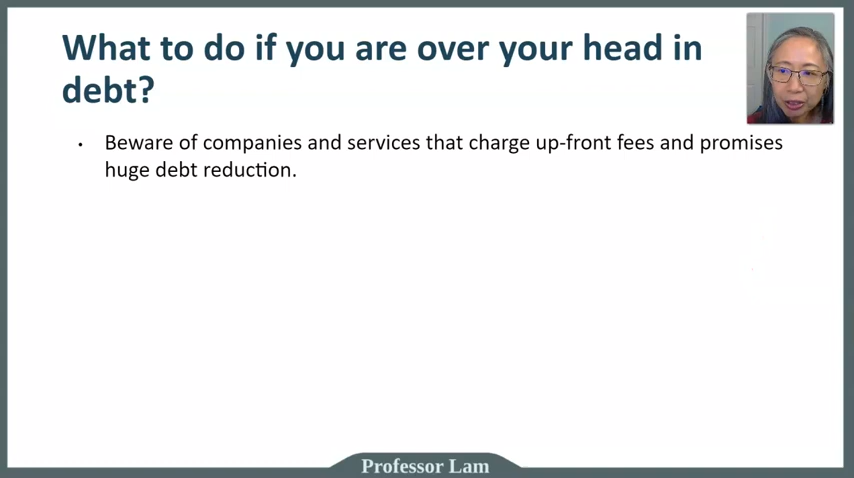 What to do if you are over your head in
debt?
• Beware of companies and services that charge up-front fees and promises
huge debt reduction.
Professor Lam